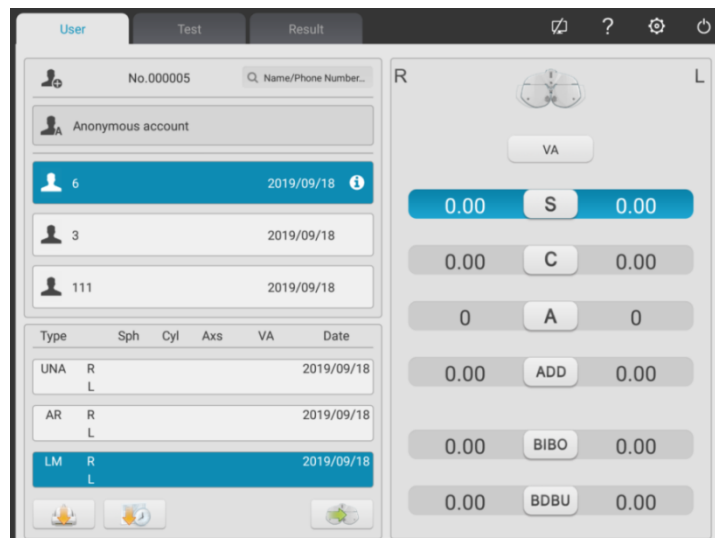 User Test Result ?
No.000005 Name/Phone Number...
Anonymous account
6 2019/09/18
3 2019/09/18
111 2019/09/18
Type Sph Cyl Axs VA Date
UNA R 2019/09/18
L
AR R 2019/09/18
L
LM R 2019/09/18
L
R L
VA
0.00 S 0.00
0.00 C 0.00
0 A 0
0.00 ADD 0.00
0.00 BIBO 0.00
0.00 BDBU 0.00